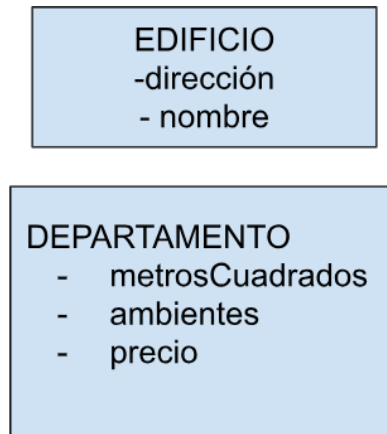 EDIFICIO
-dirección
- nombre
DEPARTAMENTO
- metrosCuadrados
- ambientes
- precio